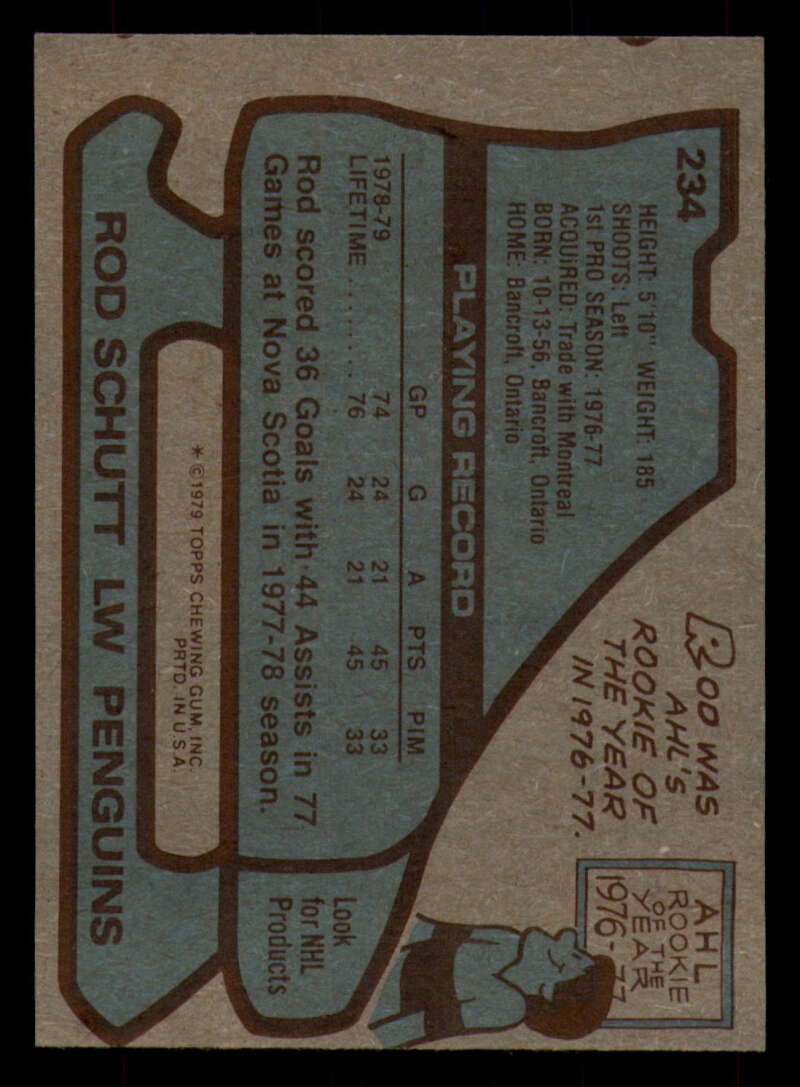 234
HEIGHT: 5'10" WEIGHT: 185
SHOOTS: Left
1st PRO SEASON: 1976-77
ACQUIRED: Trade with Montreal
BORN: 10-13-56, Bancroft, Ontario
HOME: Bancroft, Ontario
ROD WAS
AHL'S
ROOKIE OF
THE YEAR
IN 1976-77.
AHL
ROOKIE
OF THE
YEAR
1976-77
PLAYING RECORD
GP G A PTS PIM
1978-79 74 24 21 45 33
LIFETIME ........ 76 24 21 45 33
Rod scored 36 Goals with 44 Assists in 77
Games at Nova Scotia in 1977-78 season.
Look
for NHL
Products
* ©1979 TOPPS CHEWING GUM, INC.
PRTD. IN U.S.A.
ROD SCHUTT LW PENGUINS